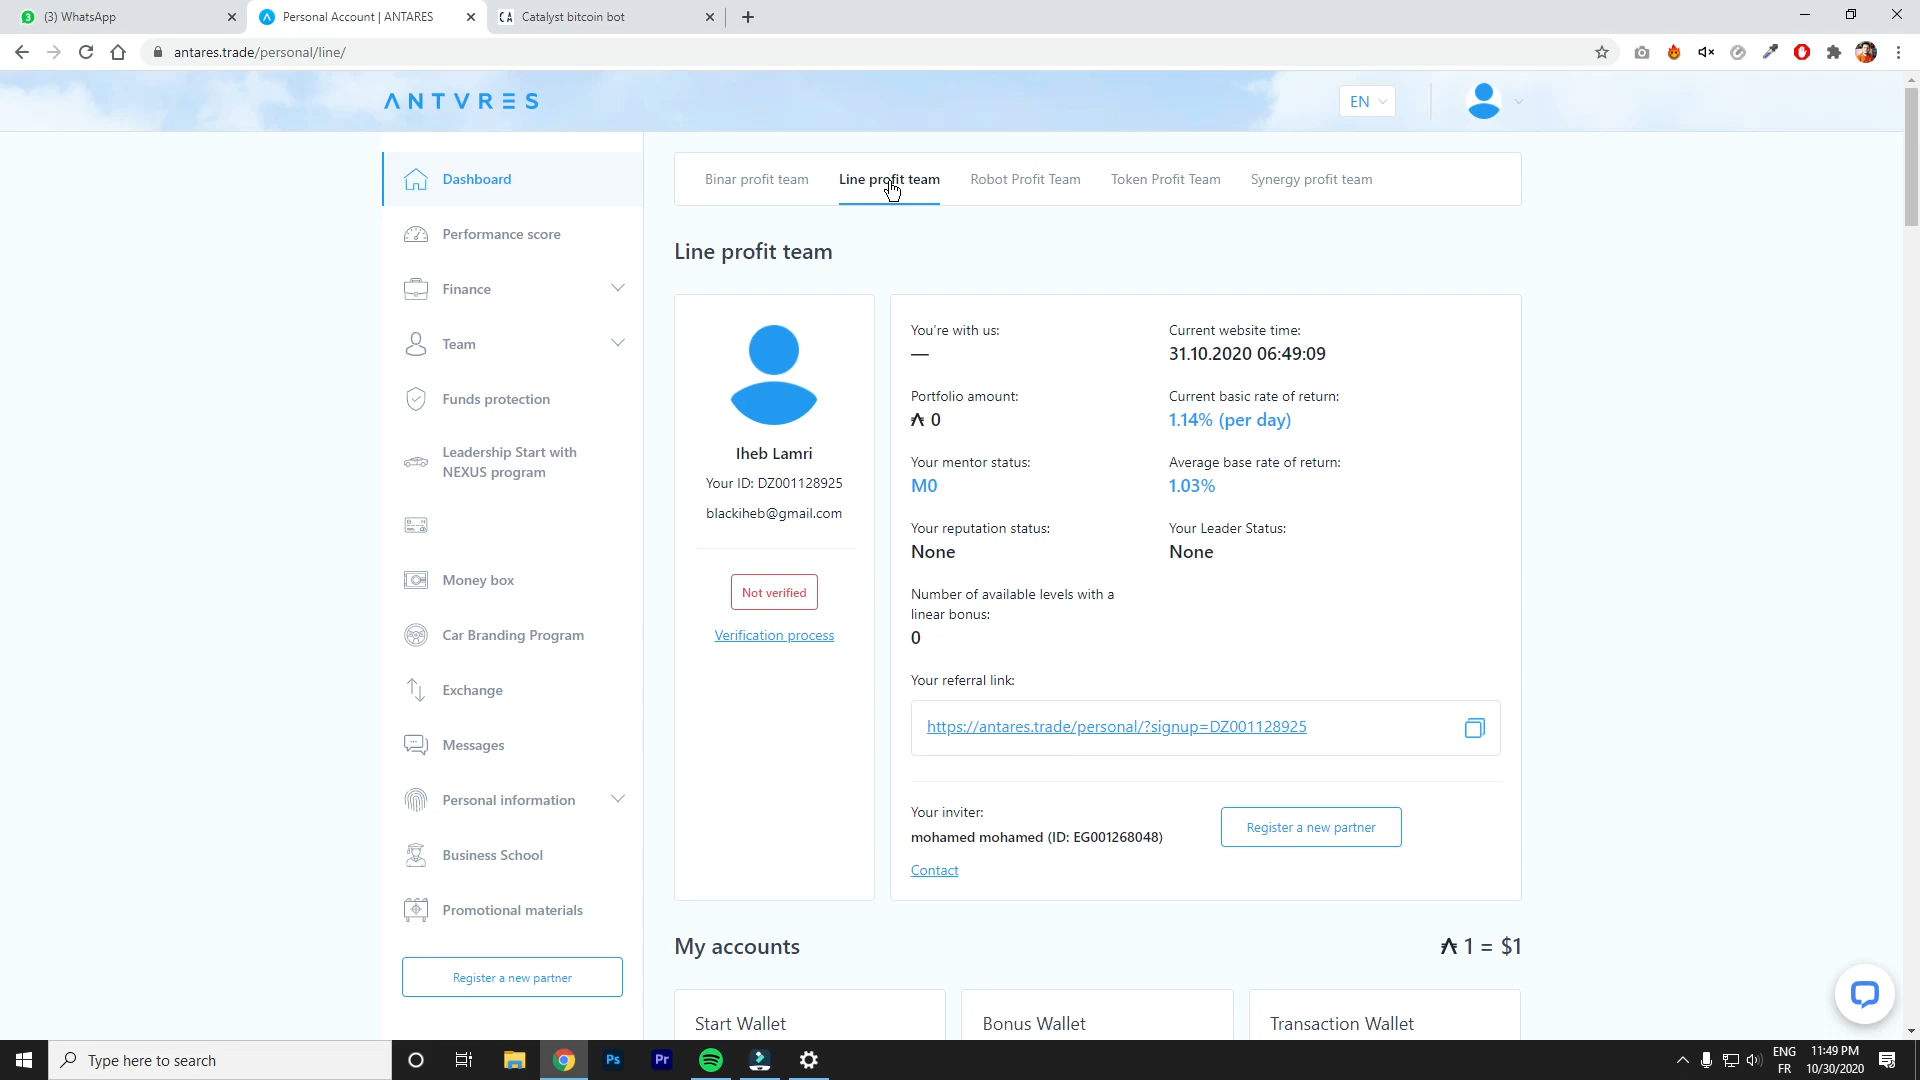 (3) WhatsApp
Personal Account | ANTARES
CA Catalyst bitcoin bot
antares.trade/personal/line/
EN
Dashboard
Performance score
Finance
Team
Funds protection
Leadership Start with
NEXUS program
Money box
Car Branding Program
Exchange
Messages
Personal information
Business School
Promotional materials
Register a new partner
Binar profit team
Line profit team
Robot Profit Team
Token Profit Team
Synergy profit team
Line profit team
Iheb Lamri
Your ID: DZ001128925
blackiheb@gmail.com
Not verified
Verification process
You're with us:
—
Current website time:
31.10.2020 06:49:09
Portfolio amount:
0
Current basic rate of return:
1.14% (per day)
Your mentor status:
M0
Average base rate of return:
1.03%
Your reputation status:
None
Your Leader Status:
None
Number of available levels with a
linear bonus:
0
Your referral link:
https://antares.trade/personal/?signup=DZ001128925
Your inviter:
mohamed mohamed (ID: EG001268048)
Contact
Register a new partner
My accounts
1 = $1
Start Wallet
Bonus Wallet
Transaction Wallet
Type here to search
Ps
Pr
ENG
FR
11:49 PM
10/30/2020